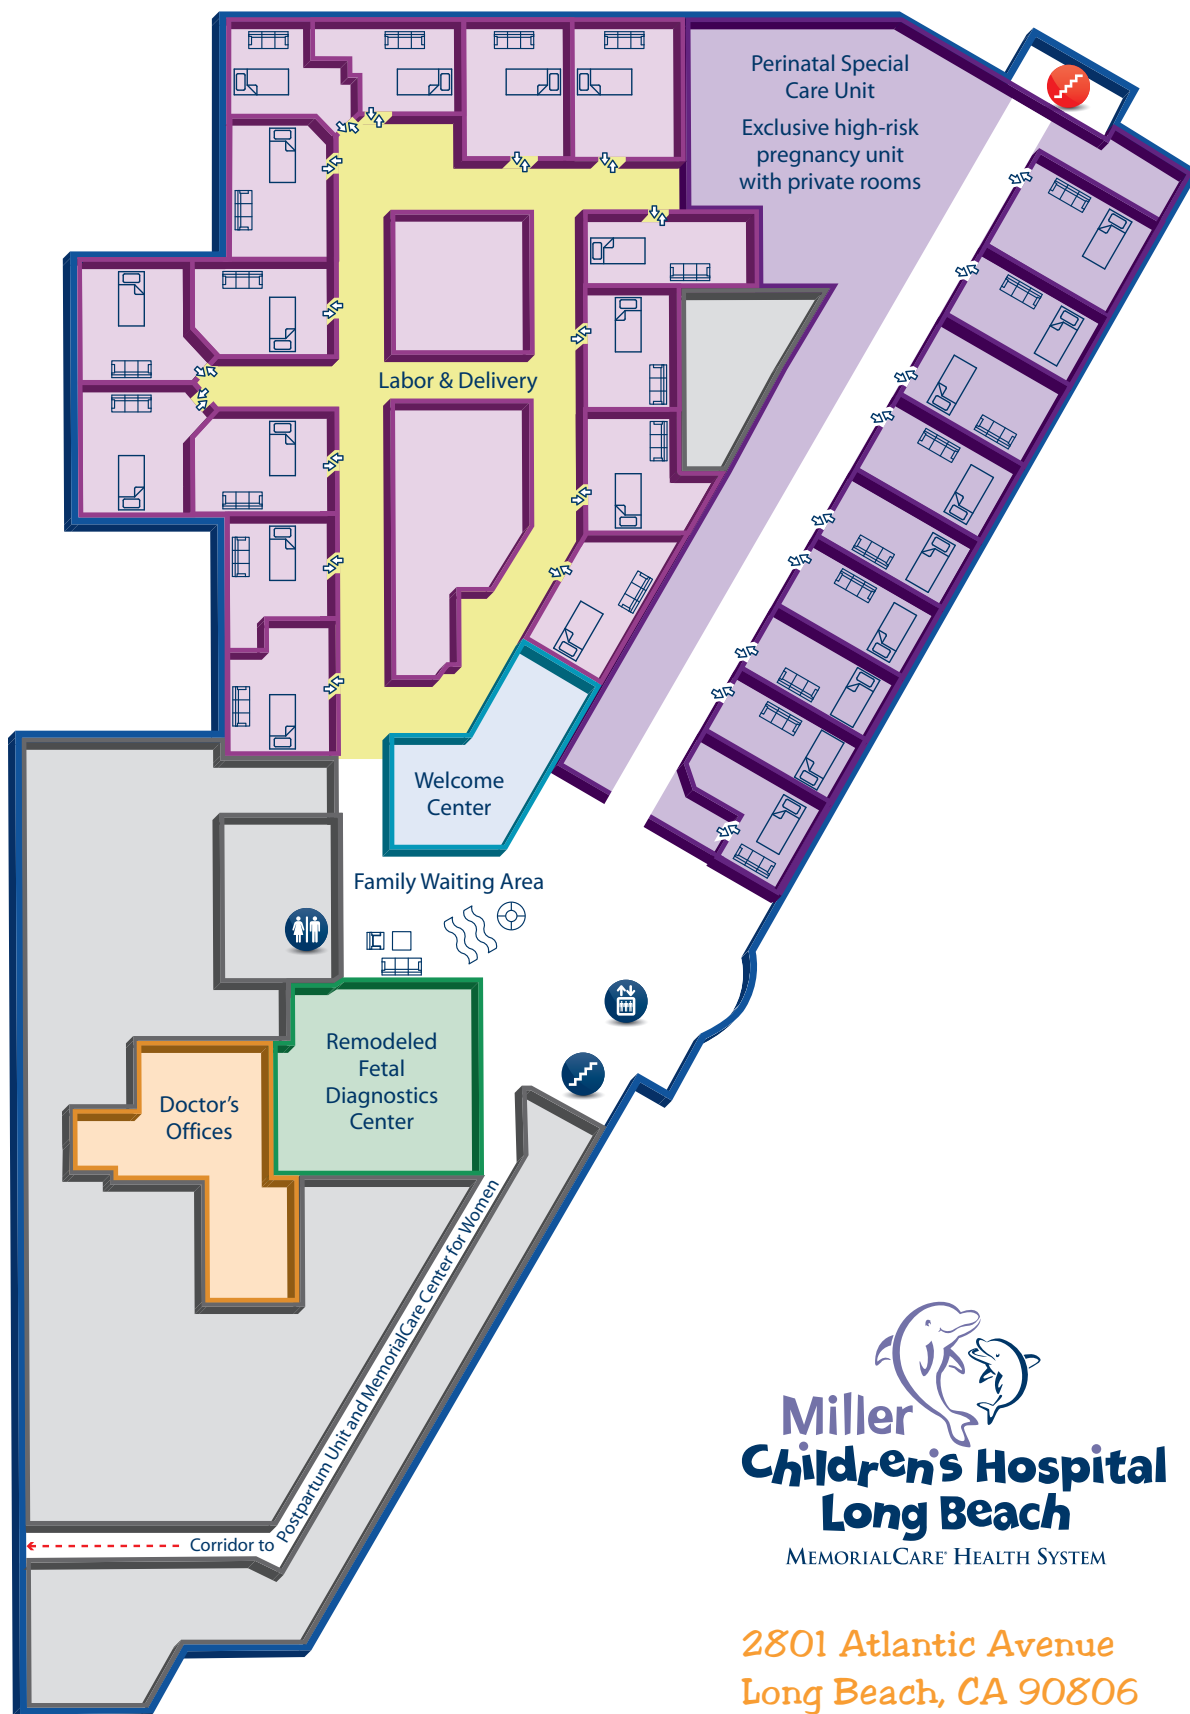 Perinatal Special
Care Unit
Exclusive high-risk
pregnancy unit
with private rooms
Labor & Delivery
Welcome
Center
Family Waiting Area
Remodeled
Fetal
Diagnostics
Center
Doctor's
Offices
Corridor to Postpartum Unit and MemorialCare Center for Women
Miller
Children's Hospital
Long Beach
MemorialCare® Health System
2801 Atlantic Avenue
Long Beach, CA 90806